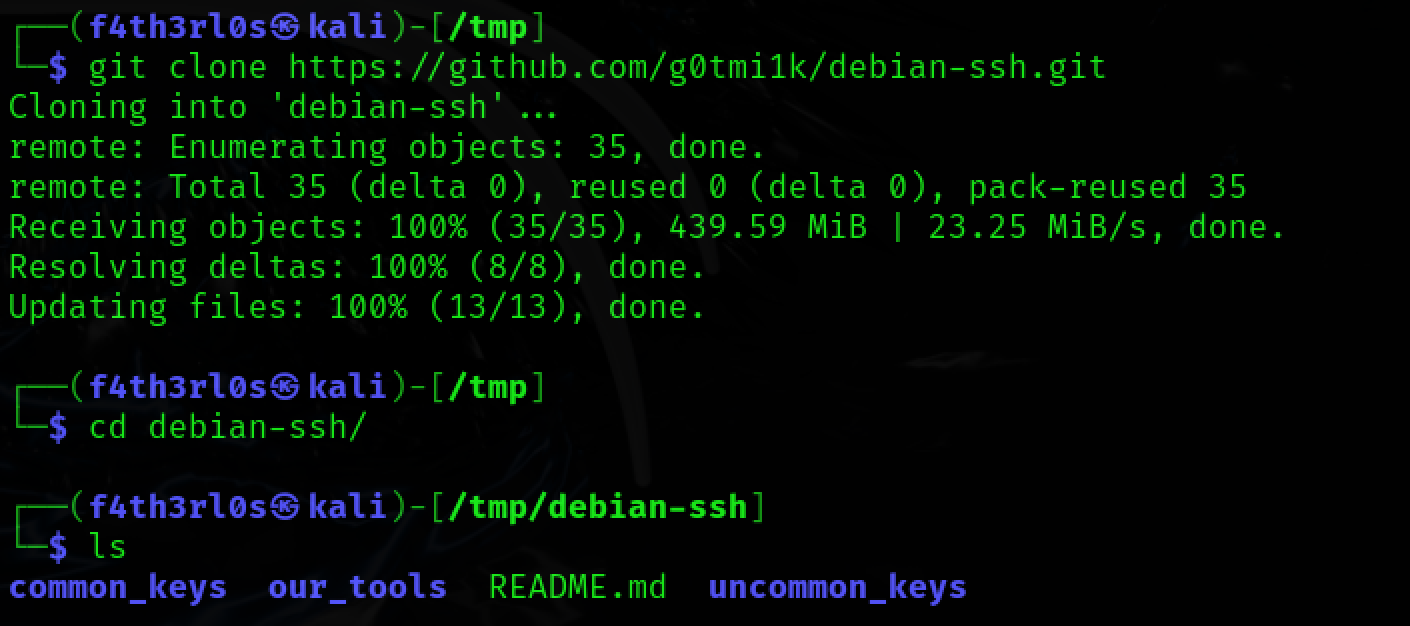 ┌──(f4th3rl0s㉿kali)-[/tmp]
└─$ git clone https://github.com/g0tmi1k/debian-ssh.git
Cloning into 'debian-ssh'...
remote: Enumerating objects: 35, done.
remote: Total 35 (delta 0), reused 0 (delta 0), pack-reused 35
Receiving objects: 100% (35/35), 439.59 MiB | 23.25 MiB/s, done.
Resolving deltas: 100% (8/8), done.
Updating files: 100% (13/13), done.
┌──(f4th3rl0s㉿kali)-[/tmp]
└─$ cd debian-ssh/
┌──(f4th3rl0s㉿kali)-[/tmp/debian-ssh]
└─$ ls
common_keys  our_tools  README.md  uncommon_keys